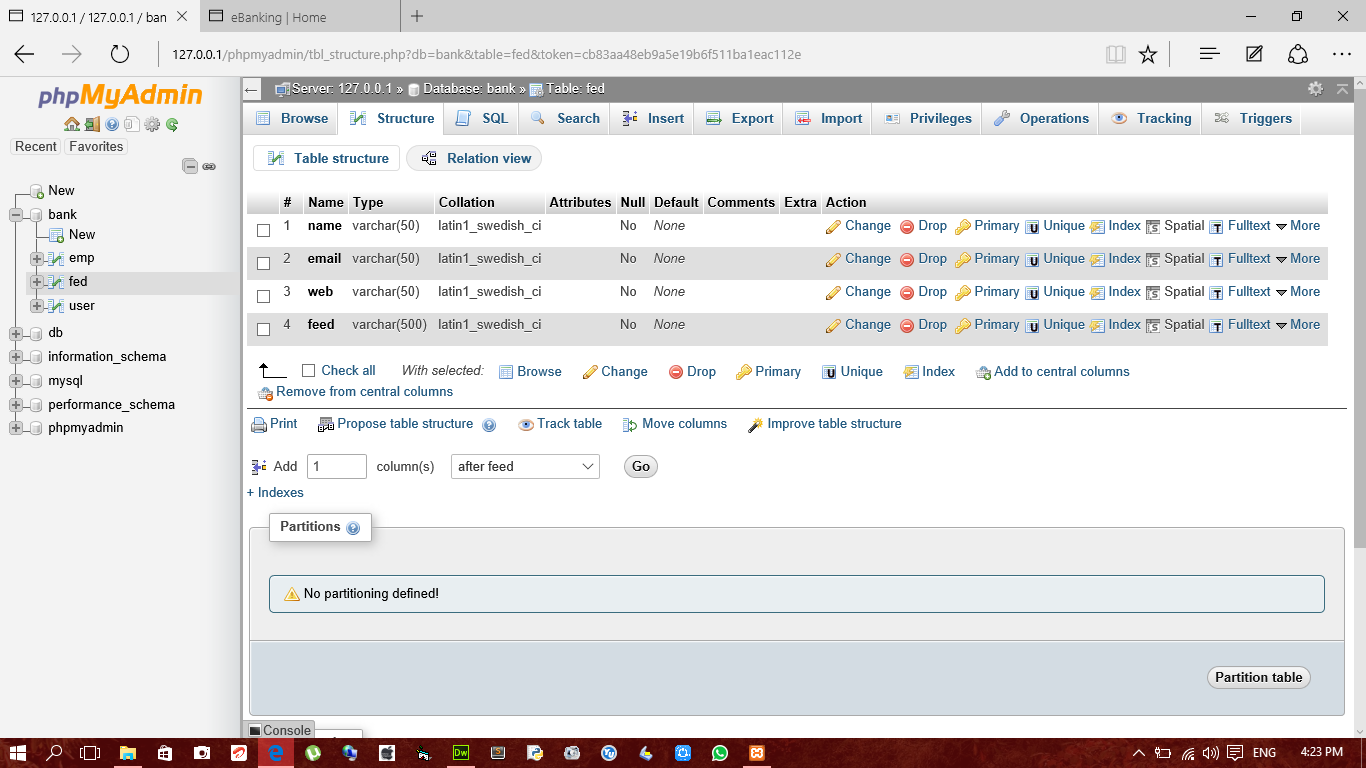 127.0.0.1 / 127.0.0.1 / ban
eBanking | Home
127.0.0.1/phpmyadmin/tbl_structure.php?db=bank&table=fed&token=cb83aa48eb9a5e19b6f511ba1eac112e
phpMyAdmin
Recent Favorites
New
bank
New
emp
fed
user
db
information_schema
mysql
performance_schema
phpmyadmin
Server: 127.0.0.1 » Database: bank » Table: fed
Browse Structure SQL Search Insert Export Import Privileges Operations Tracking Triggers
Table structure Relation view
# Name Type Collation Attributes Null Default Comments Extra Action
1 name varchar(50) latin1_swedish_ci No None Change Drop Primary Unique Index Spatial Fulltext More
2 email varchar(50) latin1_swedish_ci No None Change Drop Primary Unique Index Spatial Fulltext More
3 web varchar(50) latin1_swedish_ci No None Change Drop Primary Unique Index Spatial Fulltext More
4 feed varchar(500) latin1_swedish_ci No None Change Drop Primary Unique Index Spatial Fulltext More
Check all With selected: Browse Change Drop Primary Unique Index Add to central columns
Remove from central columns
Print Propose table structure Track table Move columns Improve table structure
Add 1 column(s) after feed Go
+ Indexes
Partitions
No partitioning defined!
Partition table
Console
Dw
ENG 4:23 PM